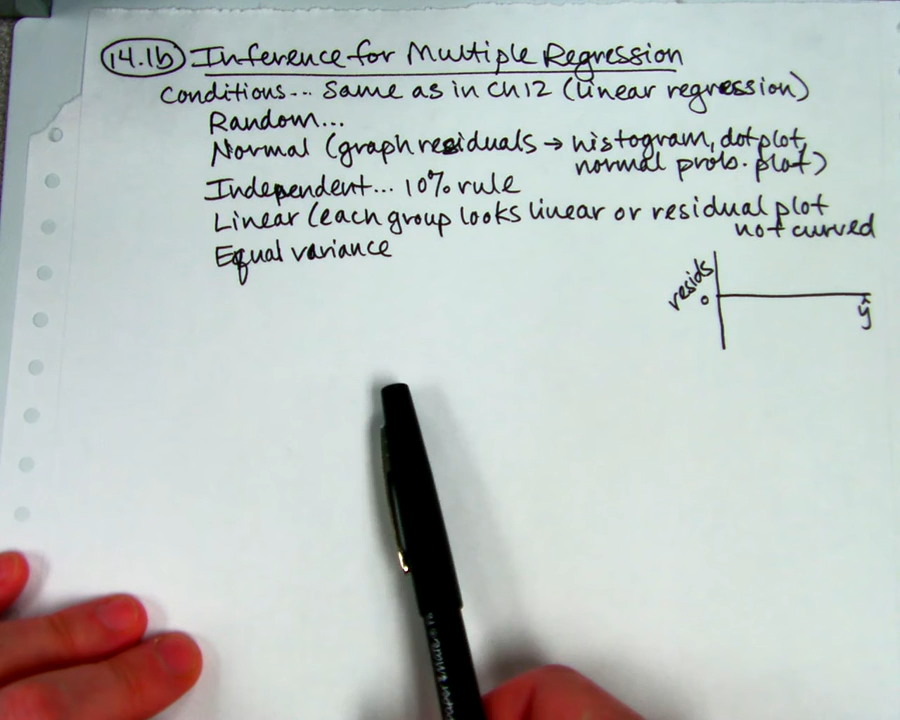 14.1b Inference for Multiple Regression
Conditions... Same as in Ch 12 (linear regression)
Random...
Normal (graph residuals → histogram, dotplot,
normal prob. plot)
Independent... 10% rule
Linear (each group looks linear or residual plot
not curved
Equal variance
resids
0
ŷ